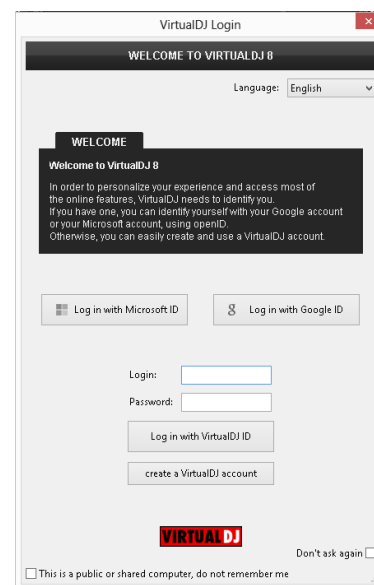 VirtualDJ Login
WELCOME TO VIRTUALDJ 8
Language: English
WELCOME
Welcome to VirtualDJ 8
In order to personalize your experience and access most of
the online features, VirtualDJ needs to identify you.
If you have one, you can identify yourself with your Google account
or your Microsoft account, using openID.
Otherwise, you can easily create and use a VirtualDJ account.
Log in with Microsoft ID
g Log in with Google ID
Login:
Password:
Log in with VirtualDJ ID
create a VirtualDJ account
VIRTUAL DJ
Don't ask again
This is a public or shared computer, do not remember me